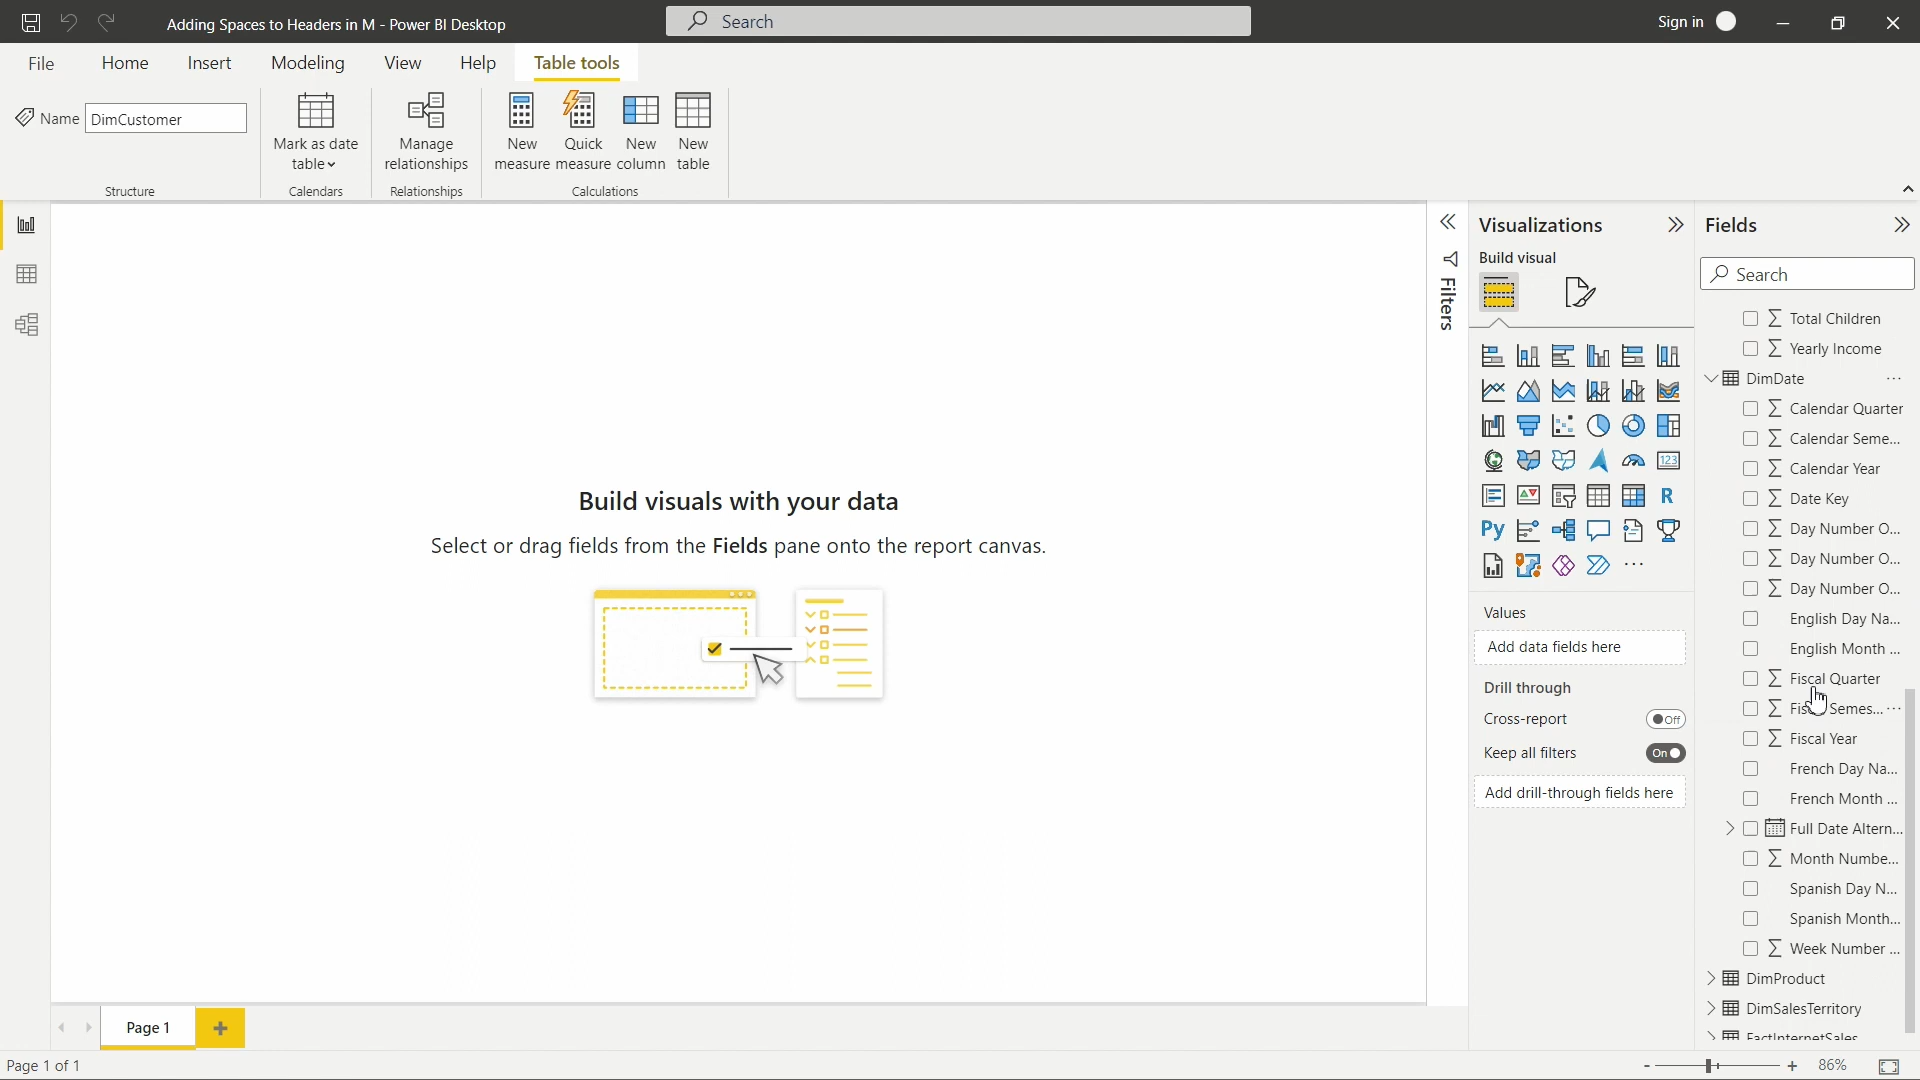 Adding Spaces to Headers in M - Power BI Desktop
Search
Sign in
File
Home
Insert
Modeling
View
Help
Table tools
Name
DimCustomer
Structure
Mark as date
table
Calendars
Manage
relationships
Relationships
New
measure
Quick
measure
New
column
New
table
Calculations
Build visuals with your data
Select or drag fields from the Fields pane onto the report canvas.
Filters
Visualizations
Build visual
123
R
Py
...
Values
Add data fields here
Drill through
Cross-report
Off
Keep all filters
On
Add drill-through fields here
Fields
Search
Total Children
Yearly Income
DimDate
...
Calendar Quarter
Calendar Seme...
Calendar Year
Date Key
Day Number O...
Day Number O...
Day Number O...
English Day Na...
English Month ...
Fiscal Quarter
Semes...
...
Fiscal Year
French Day Na...
French Month ...
Full Date Altern...
Month Numbe...
Spanish Day N...
Spanish Month...
Week Number ...
DimProduct
DimSalesTerritory
FactInternetSales
Page 1
Page 1 of 1
86%